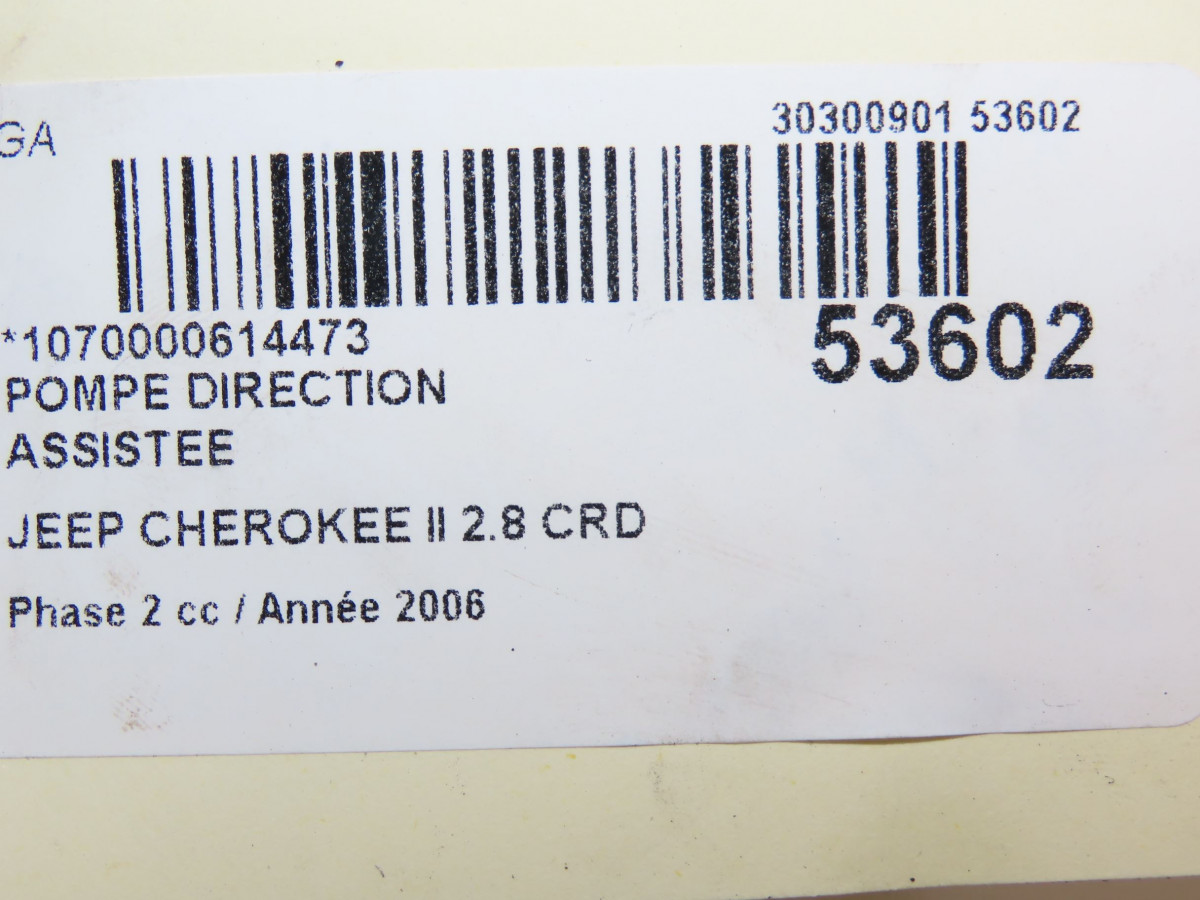 GA
30300901 53602
*1070000614473
53602
POMPE DIRECTION
ASSISTEE
JEEP CHEROKEE II 2.8 CRD
Phase 2 cc / Année 2006